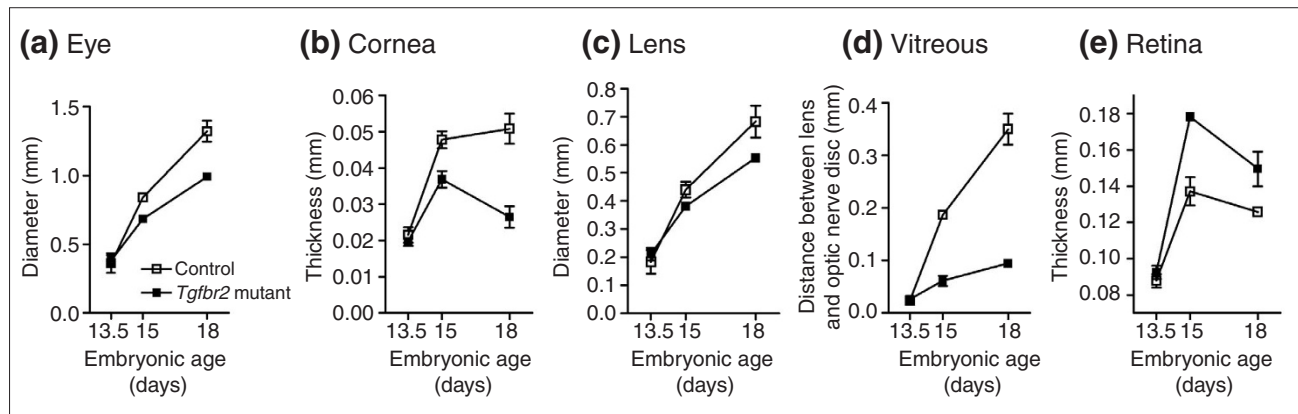 (a) Eye
Diameter (mm)
1.5
1.0
0.5
0.0
Control
Tgfbr2 mutant
13.5 15 18
Embryonic age
(days)
(b) Cornea
Thickness (mm)
0.06
0.05
0.04
0.03
0.02
0.01
0.00
13.5 15 18
Embryonic age
(days)
(c) Lens
Diameter (mm)
0.8
0.7
0.6
0.5
0.4
0.3
0.2
0.1
0.0
13.5 15 18
Embryonic age
(days)
(d) Vitreous
Distance between lens
and optic nerve disc (mm)
0.4
0.3
0.2
0.1
0.0
13.5 15 18
Embryonic age
(days)
(e) Retina
Thickness (mm)
0.18
0.16
0.14
0.12
0.10
0.08
13.5 15 18
Embryonic age
(days)